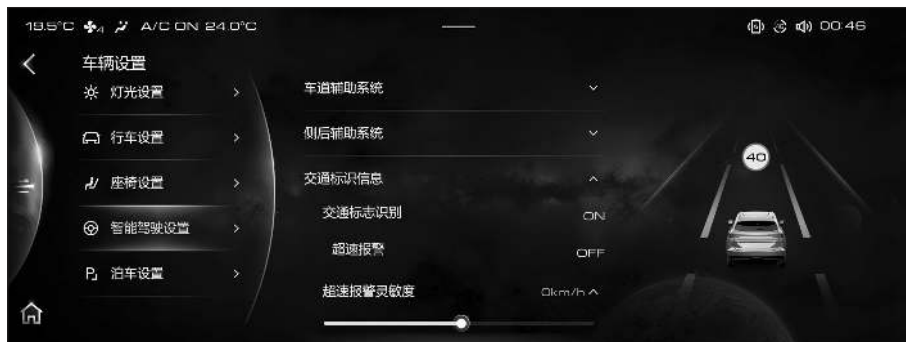 19.5°C 4 A/C ON 24.0°C 00:46
车辆设置
灯光设置
行车设置
座椅设置
智能驾驶设置
泊车设置
车道辅助系统
侧后辅助系统
交通标识信息
交通标志识别 ON
超速报警 OFF
超速报警灵敏度 0km/h
40